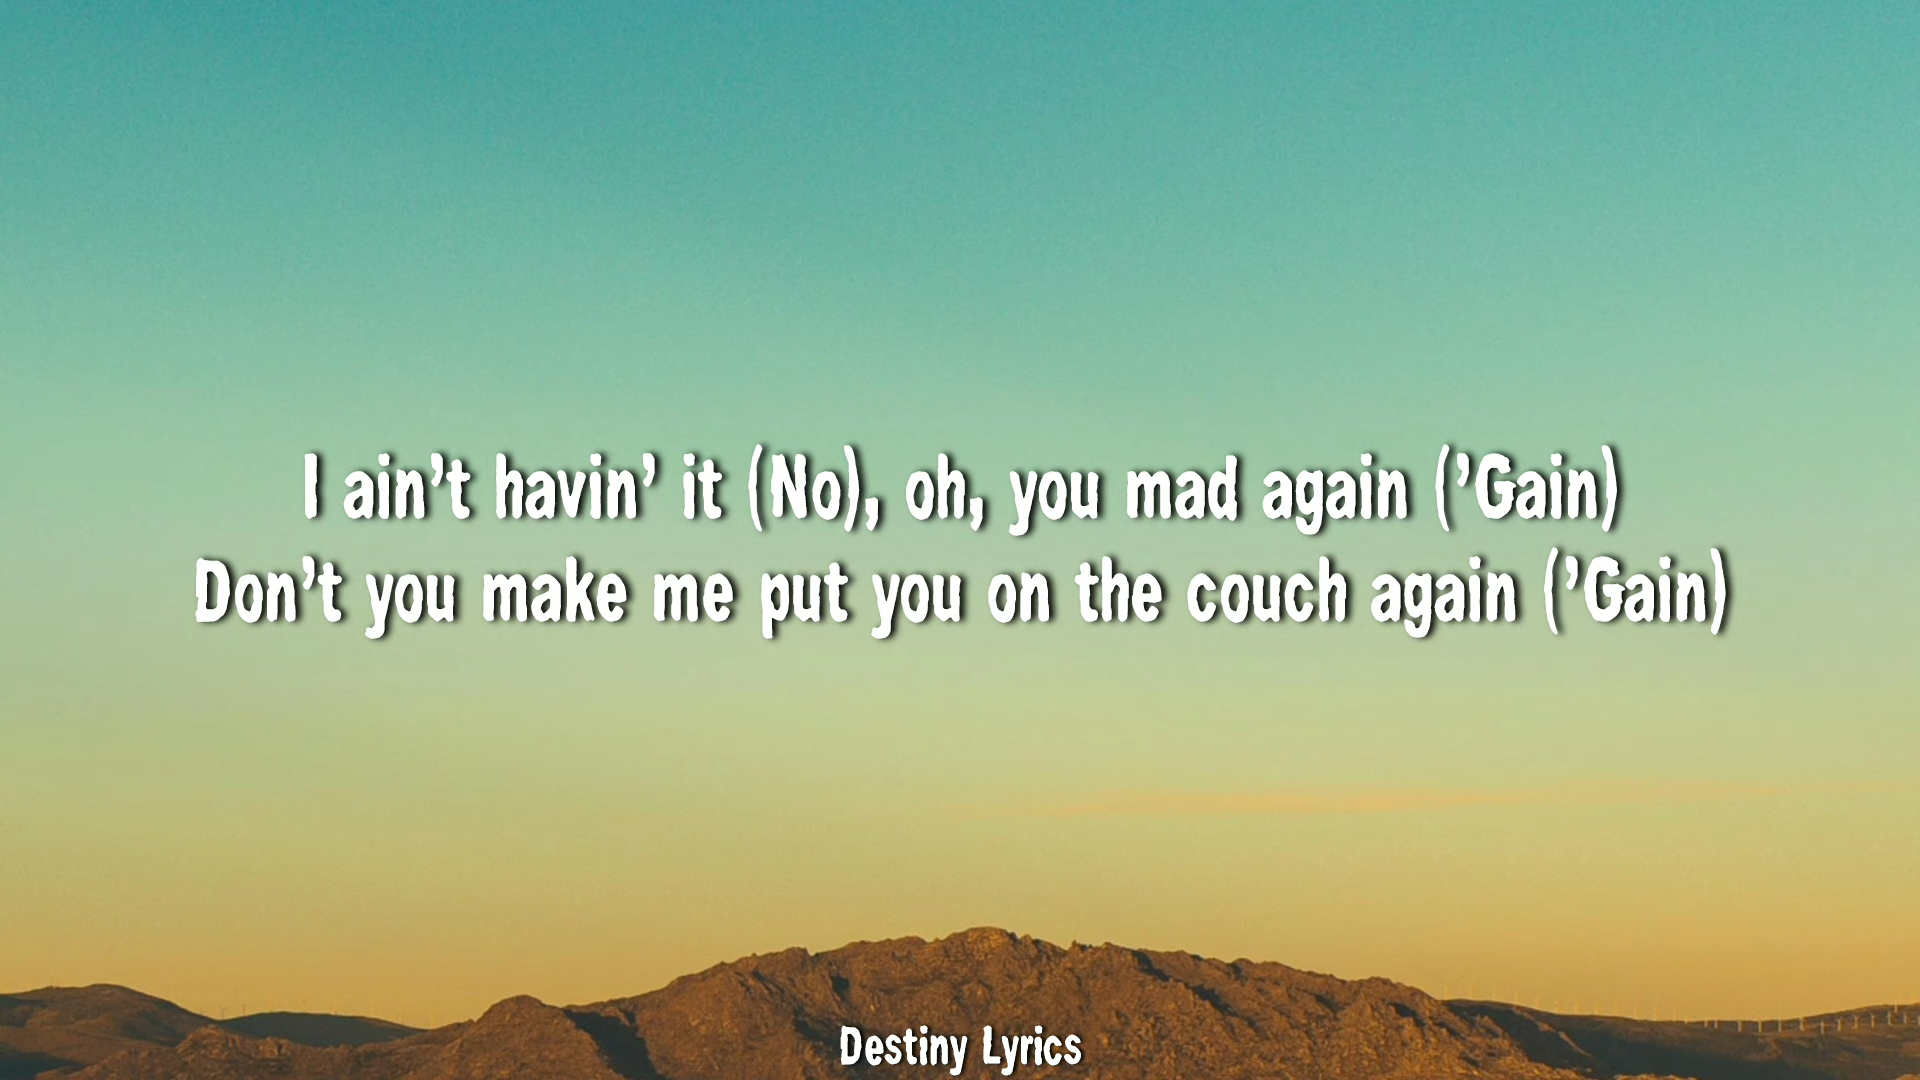 I ain't havin' it (No), oh, you mad again ('Gain)
Don't you make me put you on the couch again ('Gain)
Destiny Lyrics